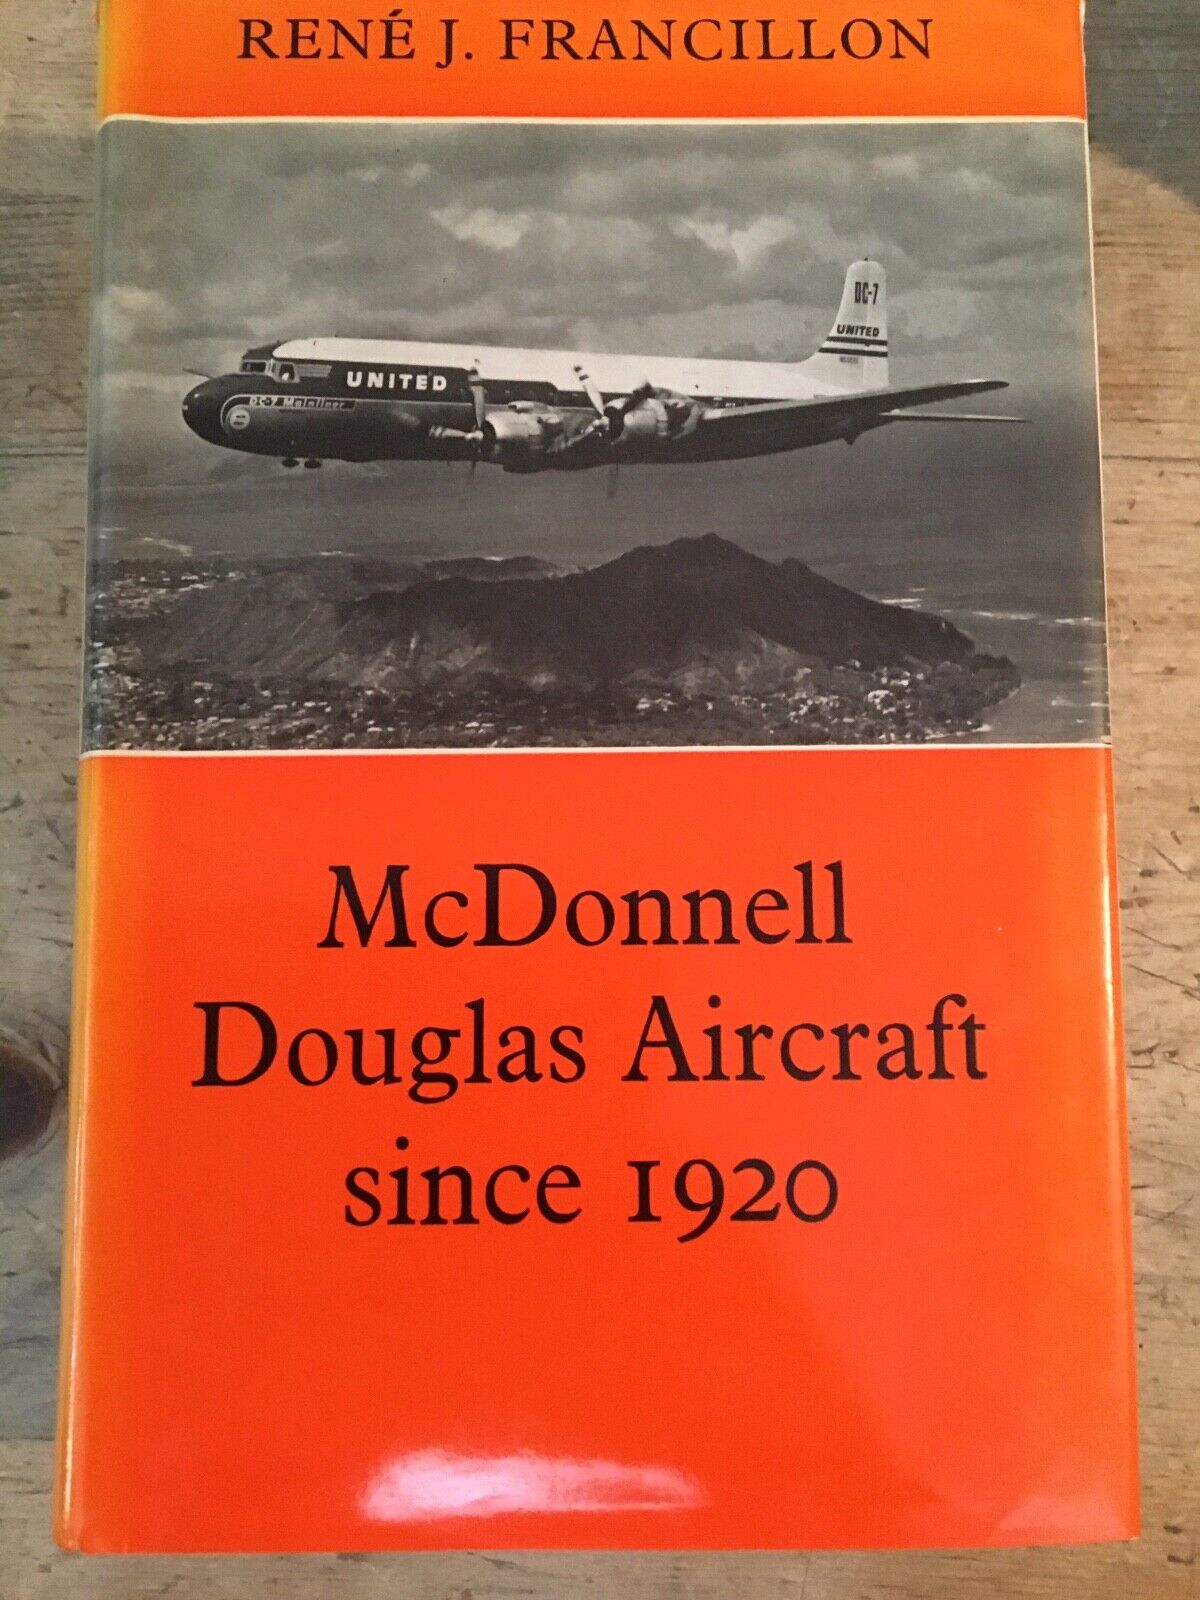 RENÉ J. FRANCILLON
DC-7
UNITED
UNITED
DC-7 Mainliner
McDonnell
Douglas Aircraft
since 1920